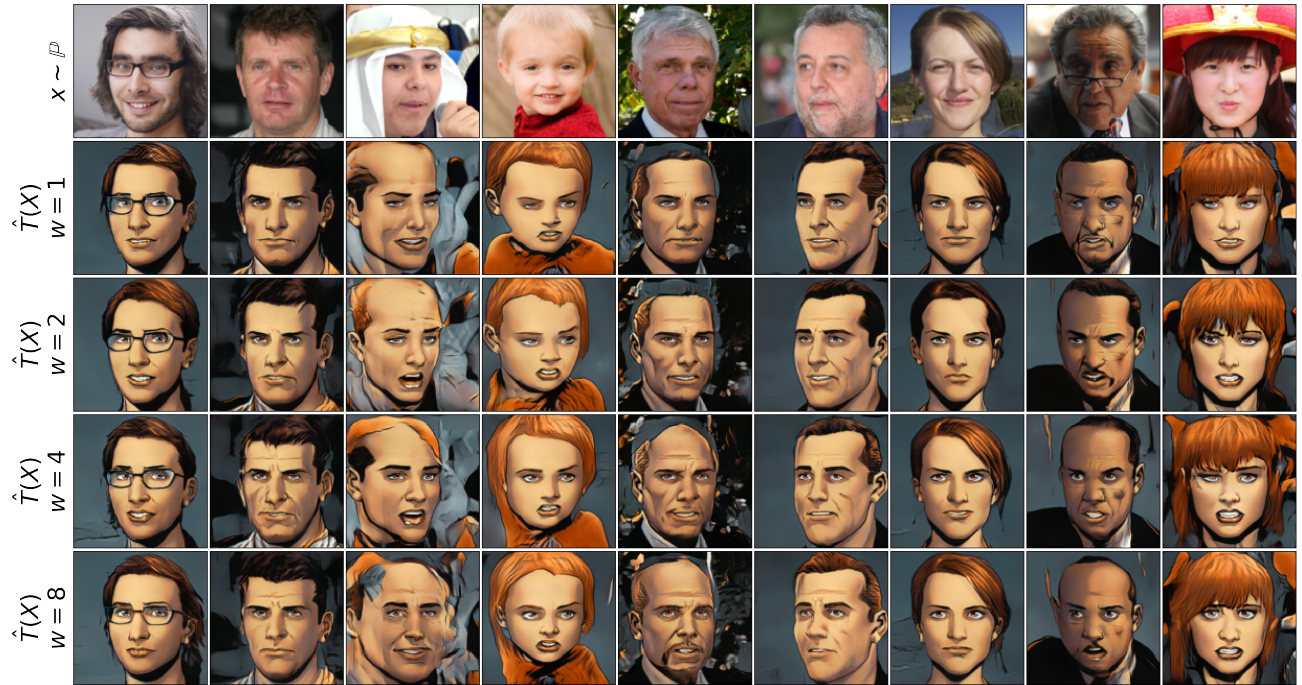 x ~ ℙ
T̂(X)
w = 1
T̂(X)
w = 2
T̂(X)
w = 4
T̂(X)
w = 8